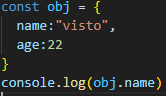 const obj = {
  name:"visto",
  age:22
}
console.log(obj.name)